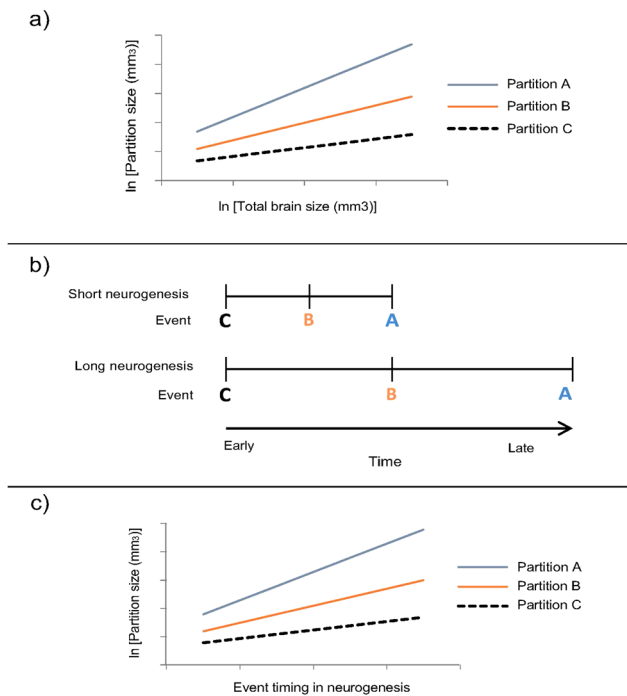 a)
ln [Partition size (mm3)]
Partition A
Partition B
Partition C
ln [Total brain size (mm3)]
b)
Short neurogenesis
Event
C B A
Long neurogenesis
Event
C B A
Early
Late
Time
c)
ln [Partition size (mm3)]
Partition A
Partition B
Partition C
Event timing in neurogenesis